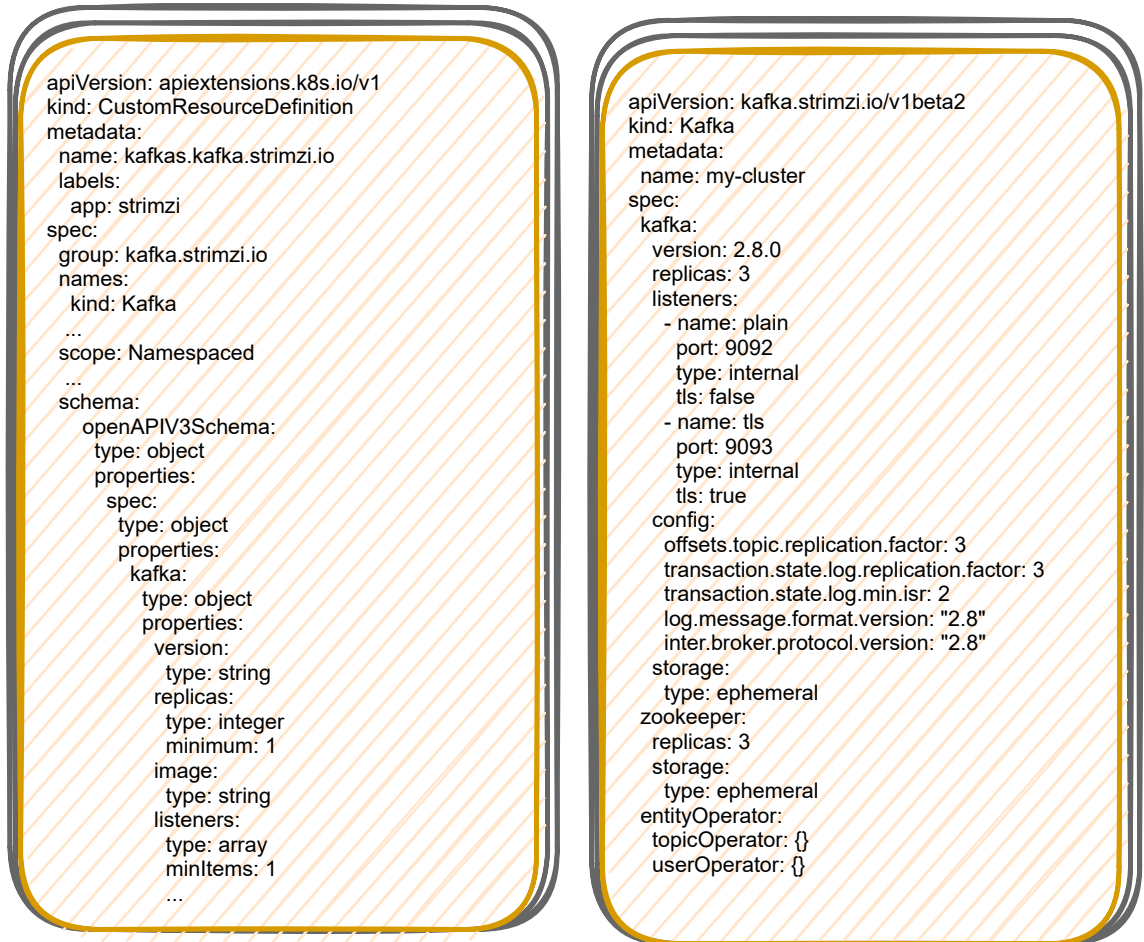 apiVersion: apiextensions.k8s.io/v1
kind: CustomResourceDefinition
metadata:
  name: kafkas.kafka.strimzi.io
  labels:
    app: strimzi
spec:
  group: kafka.strimzi.io
  names:
    kind: Kafka
   ...
  scope: Namespaced
   ...
  schema:
      openAPIV3Schema:
        type: object
        properties:
          spec:
            type: object
            properties:
              kafka:
                type: object
                properties:
                  version:
                    type: string
                  replicas:
                    type: integer
                    minimum: 1
                  image:
                    type: string
                  listeners:
                    type: array
                    minItems: 1
                    ...
apiVersion: kafka.strimzi.io/v1beta2
kind: Kafka
metadata:
  name: my-cluster
spec:
  kafka:
    version: 2.8.0
    replicas: 3
    listeners:
      - name: plain
        port: 9092
        type: internal
        tls: false
      - name: tls
        port: 9093
        type: internal
        tls: true
    config:
      offsets.topic.replication.factor: 3
      transaction.state.log.replication.factor: 3
      transaction.state.log.min.isr: 2
      log.message.format.version: "2.8"
      inter.broker.protocol.version: "2.8"
    storage:
      type: ephemeral
  zookeeper:
    replicas: 3
    storage:
      type: ephemeral
  entityOperator:
    topicOperator: {}
    userOperator: {}